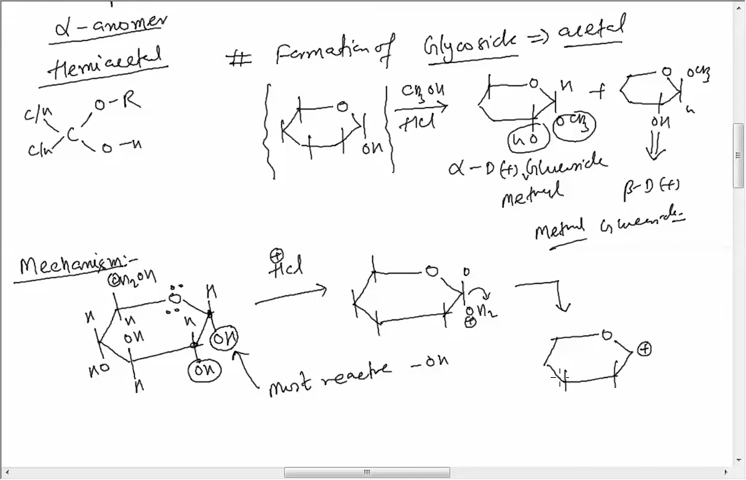 α-anomer
Hemiacetal
C/H
O-R
C
C/H
O-H
# Formation of Glycoside ⇒ acetal
O
OH
CH3OH
HCl
O
H
HO
OCH3
+
O
OCH3
OH
H
α-D(+) Glucoside
Methyl
β-D(+)
Methyl Glucoside
Mechanism:-
CH2OH
O
H
H
OH
H
HO
H
H
OH
OH
Most reactive -OH
⊕
HCl
O
OH2
⊕
O
⊕